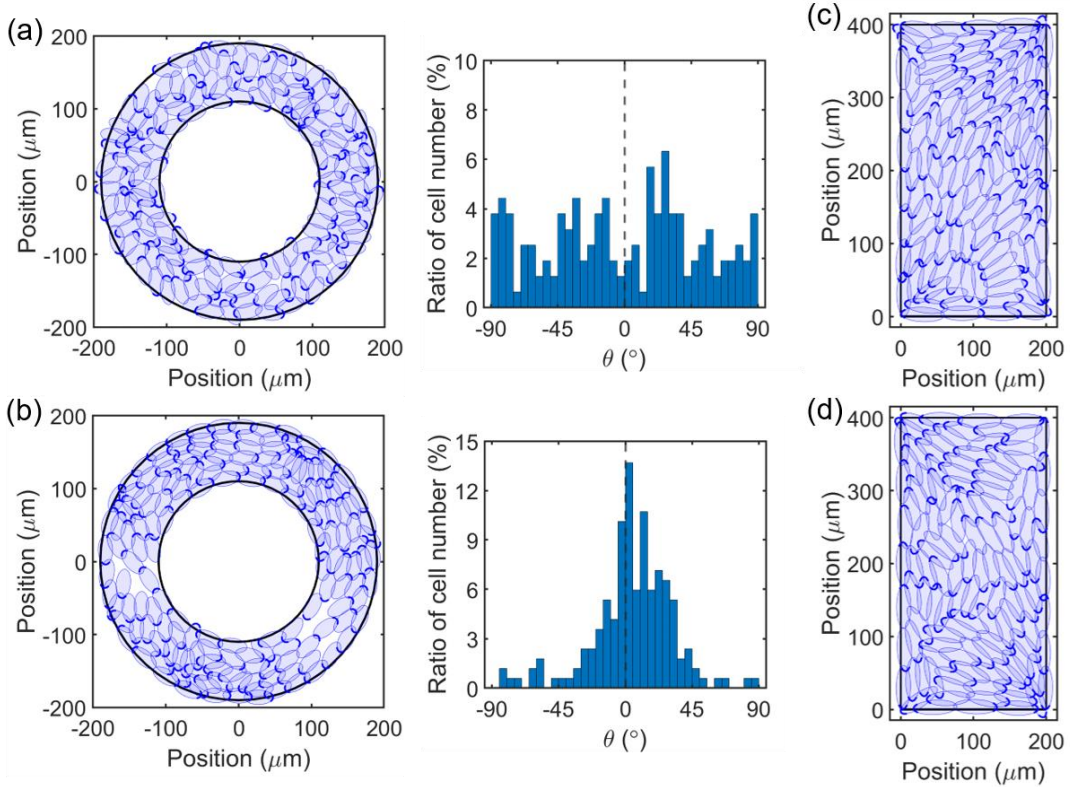 (a)
200
100
0
-100
-200
-200 -100 0 100 200
Position (μm)
Position (μm)
10
8
6
4
2
0
-90 -45 0 45 90
Ratio of cell number (%)
θ (°)
(c)
400
300
200
100
0
0 100 200
Position (μm)
Position (μm)
(b)
200
100
0
-100
-200
-200 -100 0 100 200
Position (μm)
Position (μm)
15
12
9
6
3
0
-90 -45 0 45 90
Ratio of cell number (%)
θ (°)
(d)
400
300
200
100
0
0 100 200
Position (μm)
Position (μm)